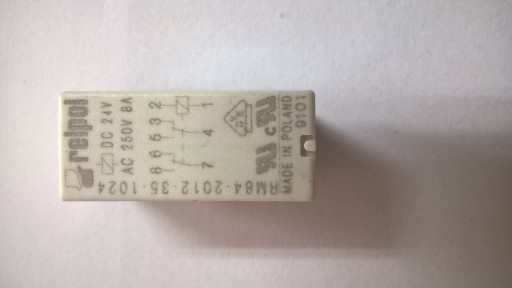 relpol
DC 24V
AC 250V 8A
8 6 5 3 2
7 4 1
RM84-2012-35-1024
MADE IN POLAND
9101